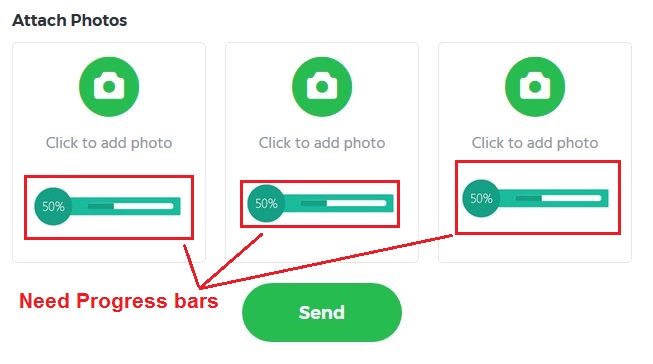 Attach Photos
Click to add photo
Click to add photo
Click to add photo
50%
50%
50%
Need Progress bars
Send